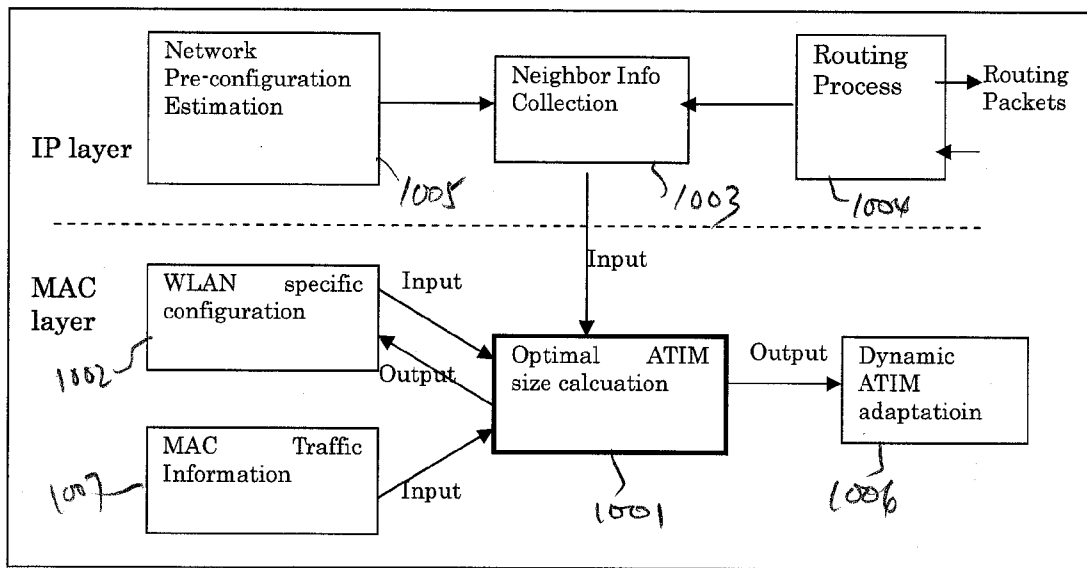 Network
Pre-configuration
Estimation
Neighbor Info
Collection
Routing
Process
Routing
Packets
IP layer
1005
1003
1004
Input
MAC
layer
WLAN specific
configuration
Input
Optimal ATIM
size calcuation
Output
Dynamic
ATIM
adaptatioin
1002
Output
MAC Traffic
Information
Input
1007
1001
1006